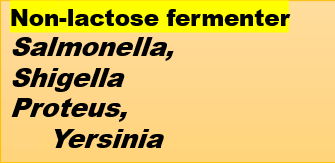 Non-lactose fermenter
Salmonella,
Shigella
Proteus,
Yersinia